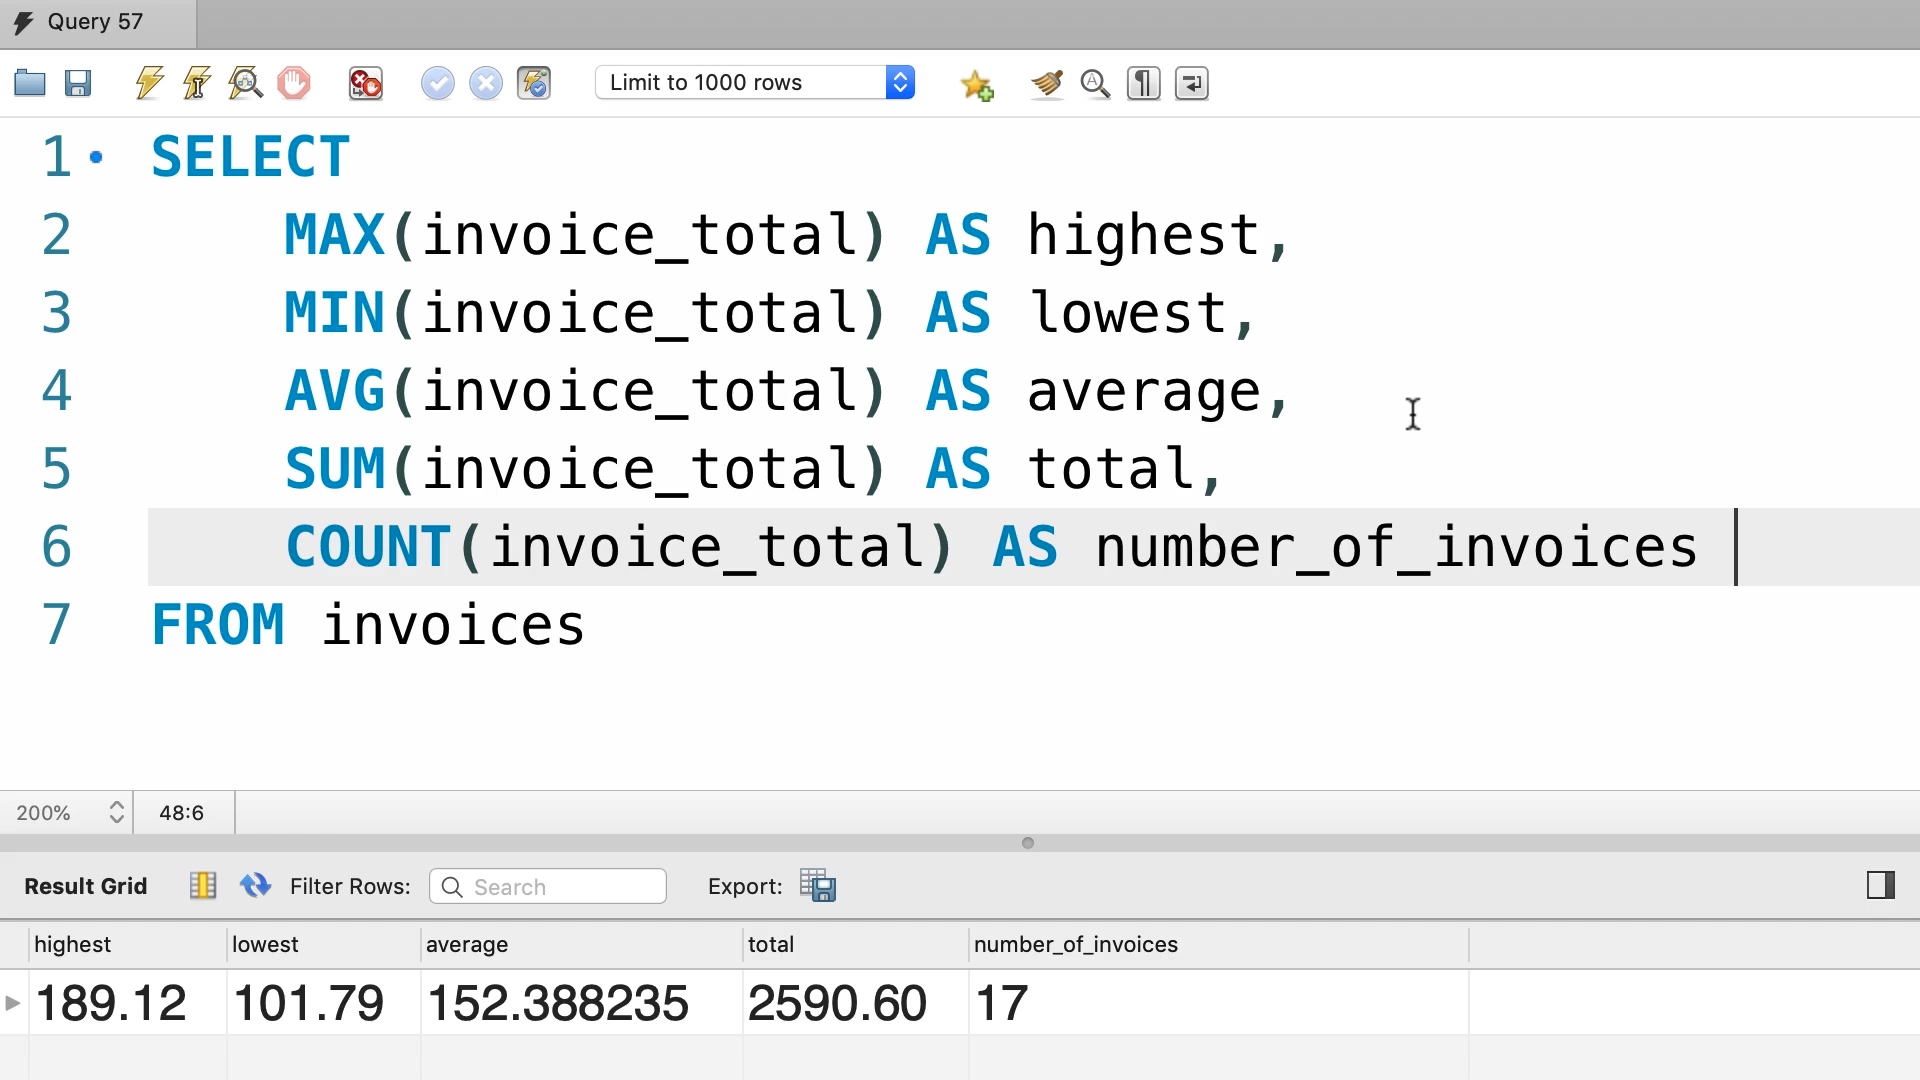 Query 57
Limit to 1000 rows
1 SELECT
2 MAX(invoice_total) AS highest,
3 MIN(invoice_total) AS lowest,
4 AVG(invoice_total) AS average,
5 SUM(invoice_total) AS total,
6 COUNT(invoice_total) AS number_of_invoices
7 FROM invoices
200% 48:6
Result Grid Filter Rows: Search Export:
highest lowest average total number_of_invoices
189.12 101.79 152.388235 2590.60 17